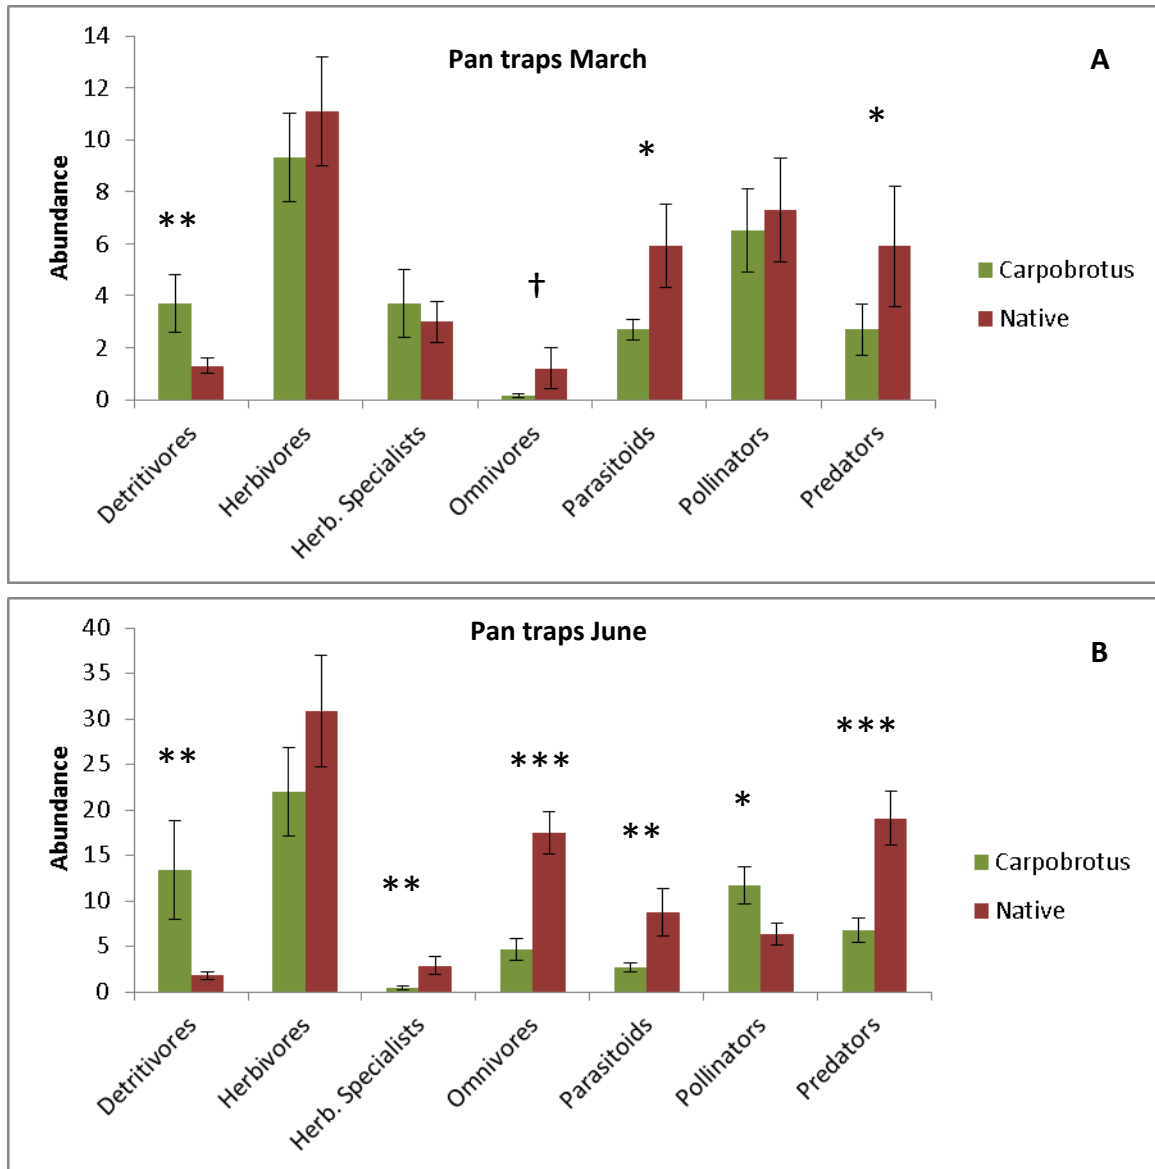 Pan traps March
A
Abundance
14
12
10
8
6
4
2
0
**
†
*
*
Detritivores
Herbivores
Herb. Specialists
Omnivores
Parasitoids
Pollinators
Predators
Carpobrotus
Native
Pan traps June
B
Abundance
40
35
30
25
20
15
10
5
0
**
**
***
**
*
***
Detritivores
Herbivores
Herb. Specialists
Omnivores
Parasitoids
Pollinators
Predators
Carpobrotus
Native